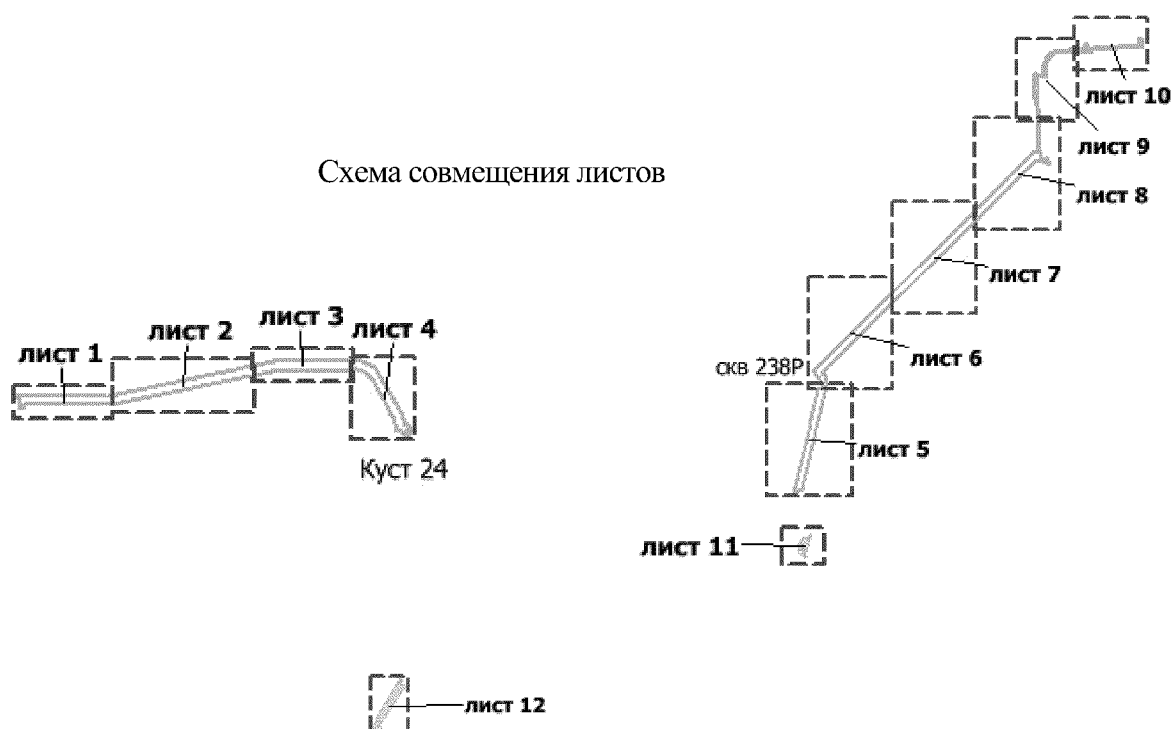 лист 10
лист 9
Схема совмещения листов
лист 8
лист 7
лист 3
лист 4
лист 2
лист 1
лист 6
скв 238Р
лист 5
Куст 24
лист 11
лист 12